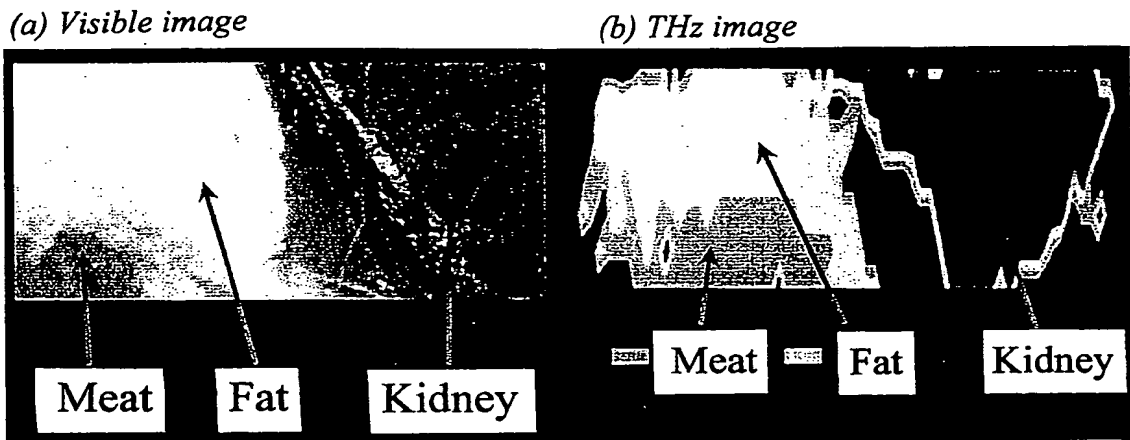 (a) Visible image
(b) THz image
Meat
Fat
Kidney
Meat
Fat
Kidney